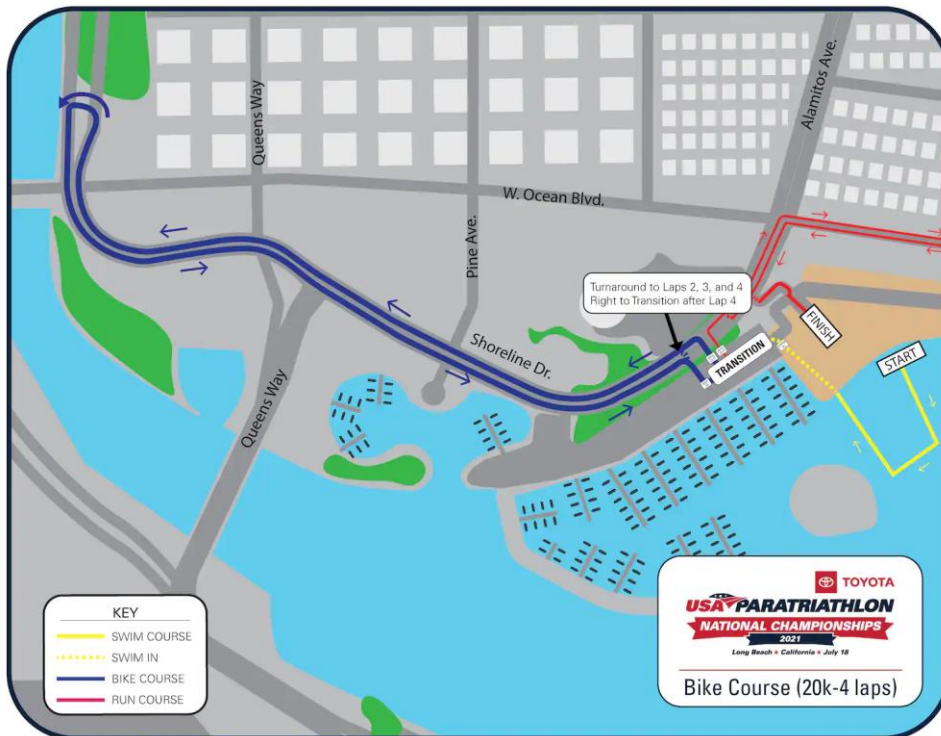 Alamitos Ave.
Queens Way
W. Ocean Blvd.
Pine Ave.
Turnaround to Laps 2, 3, and 4
Right to Transition after Lap 4
FINISH
Shoreline Dr.
TRANSITION
START
Queens Way
KEY
SWIM COURSE
SWIM IN
BIKE COURSE
RUN COURSE
TOYOTA
USA PARATRIATHLON
NATIONAL CHAMPIONSHIPS
2021
Long Beach ★ California ★ July 18
Bike Course (20k-4 laps)